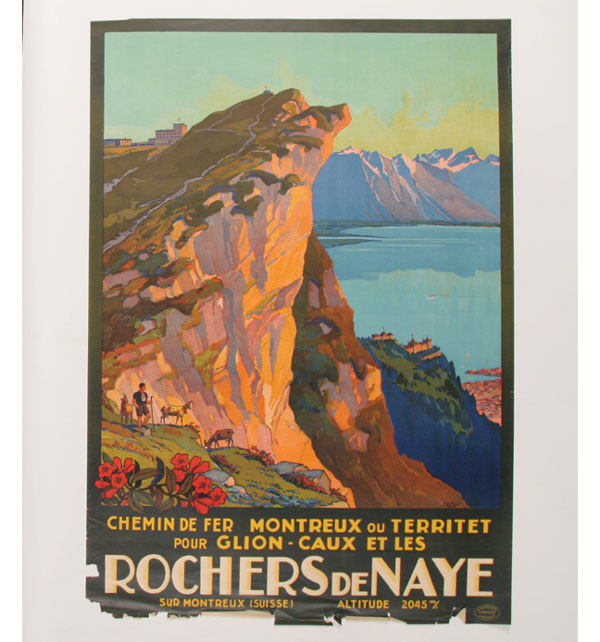 CHEMIN DE FER MONTREUX OU TERRITET
POUR GLION - CAUX ET LES
ROCHERS DE NAYE
SUR MONTREUX (SUISSE) ALTITUDE 2045 m/